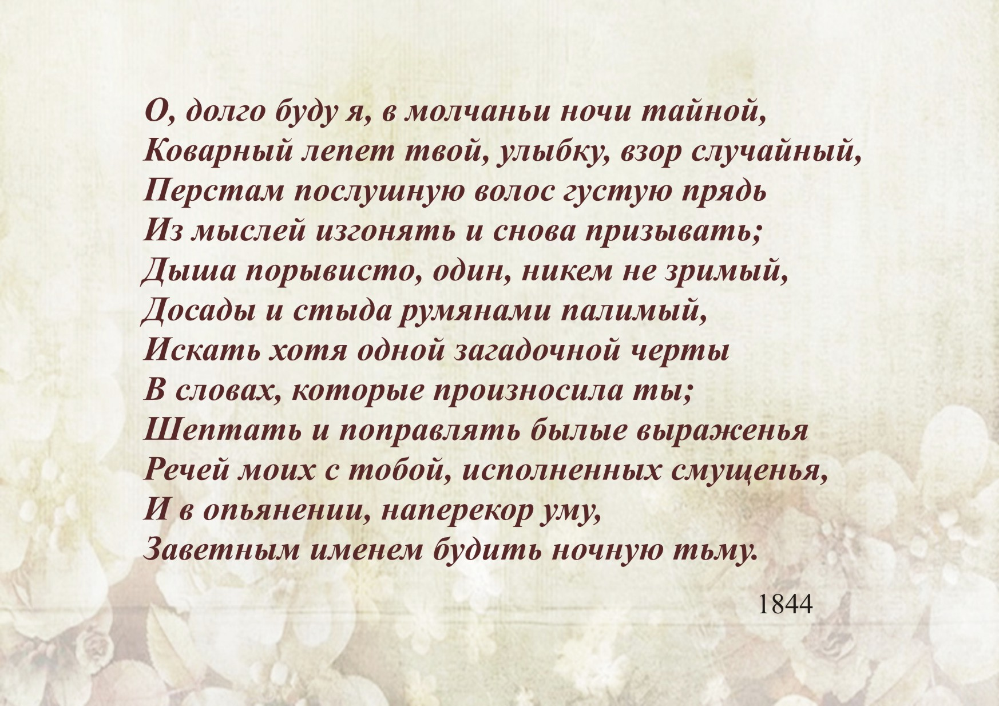 О, долго буду я, в молчаньи ночи тайной,
Коварный лепет твой, улыбку, взор случайный,
Перстам послушную волос густую прядь
Из мыслей изгонять и снова призывать;
Дыша порывисто, один, никем не зримый,
Досады и стыда румянами палимый,
Искать хотя одной загадочной черты
В словах, которые произносила ты;
Шептать и поправлять былые выраженья
Речей моих с тобой, исполненных смущенья,
И в опьянении, наперекор уму,
Заветным именем будить ночную тьму.
1844